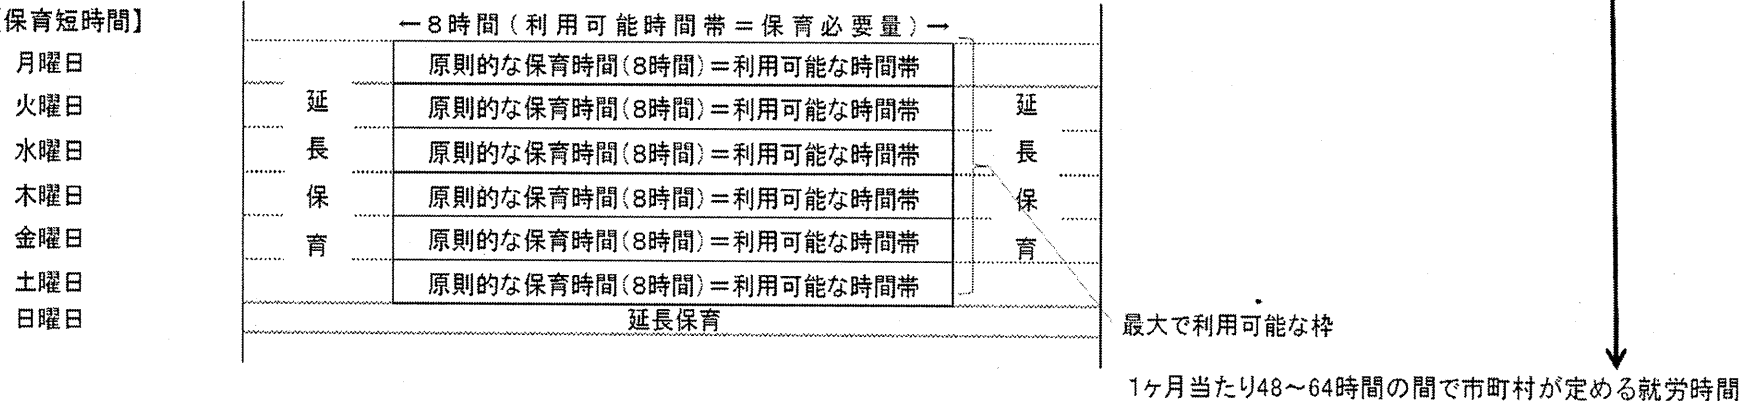 【保育短時間】
←8時間(利用可能時間帯=保育必要量)→
月曜日 原則的な保育時間(8時間)=利用可能な時間帯
火曜日 延 原則的な保育時間(8時間)=利用可能な時間帯 延
水曜日 長 原則的な保育時間(8時間)=利用可能な時間帯 長
木曜日 保 原則的な保育時間(8時間)=利用可能な時間帯 保
金曜日 育 原則的な保育時間(8時間)=利用可能な時間帯 育
土曜日 原則的な保育時間(8時間)=利用可能な時間帯
日曜日 延長保育
最大で利用可能な枠
1ヶ月当たり48~64時間の間で市町村が定める就労時間